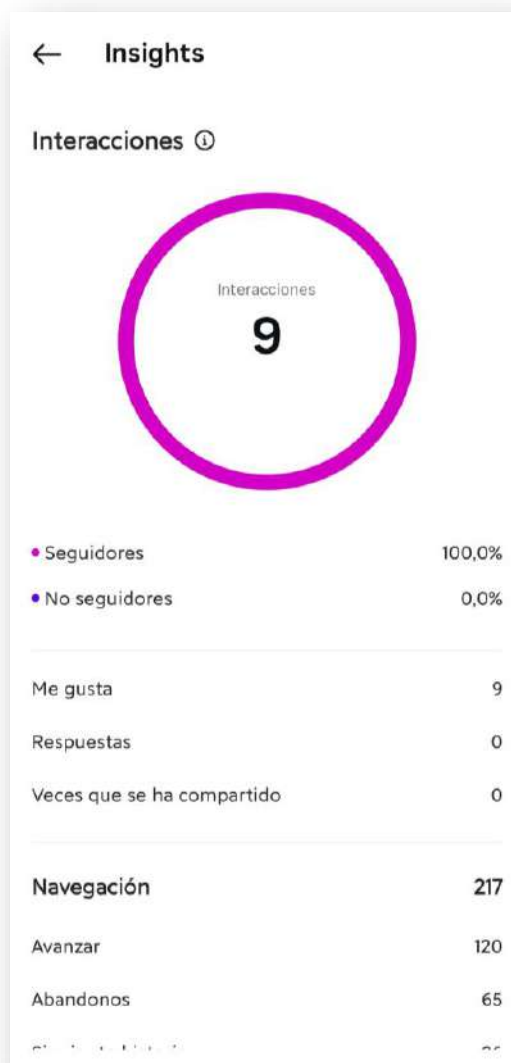 Insights
Interacciones
Interacciones
9
Seguidores 100,0%
No seguidores 0,0%
Me gusta 9
Respuestas 0
Veces que se ha compartido 0
Navegación 217
Avanzar 120
Abandonos 65